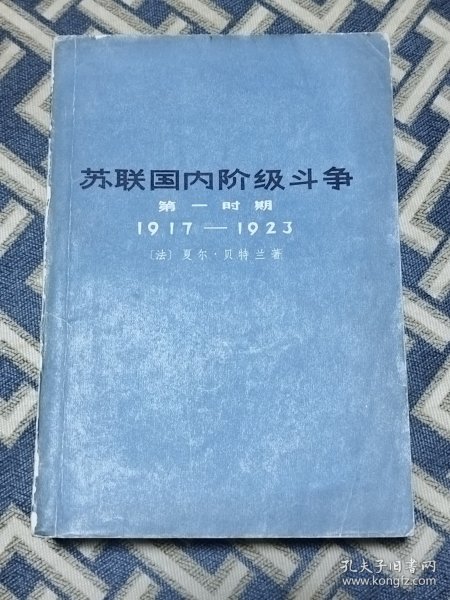 苏联国内阶级斗争
第一时期
1917—1923
〔法〕夏尔·贝特兰著
孔夫子旧书网
www.kongfz.com